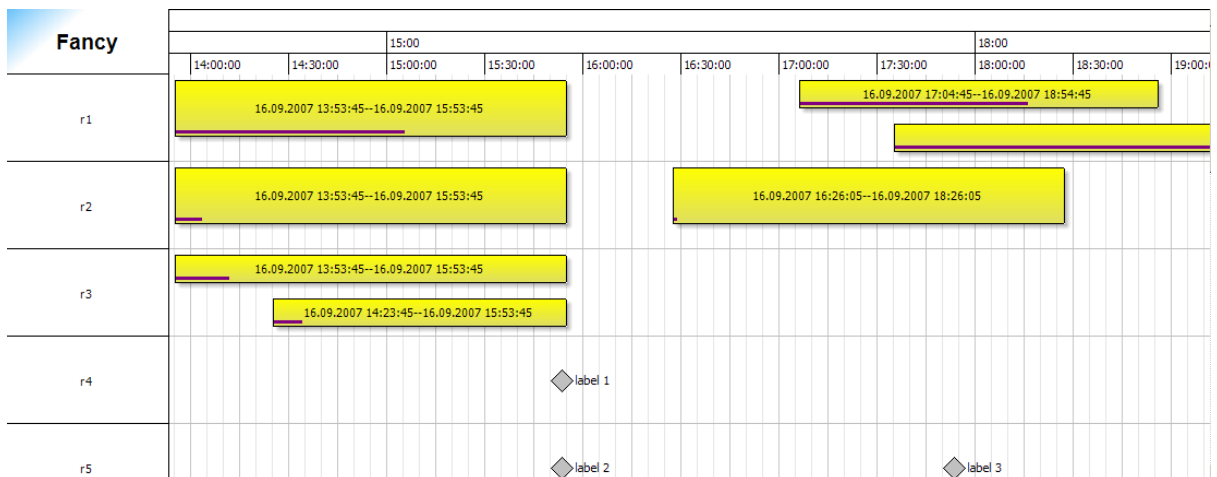 Fancy
15:00 18:00
14:00:00 14:30:00 15:00:00 15:30:00 16:00:00 16:30:00 17:00:00 17:30:00 18:00:00 18:30:00
r1
16.09.2007 13:53:45--16.09.2007 15:53:45
16.09.2007 17:04:45--16.09.2007 18:54:45
r2
16.09.2007 13:53:45--16.09.2007 15:53:45
16.09.2007 16:26:05--16.09.2007 18:26:05
r3
16.09.2007 13:53:45--16.09.2007 15:53:45
16.09.2007 14:23:45--16.09.2007 15:53:45
r4
label 1
r5
label 2
label 3